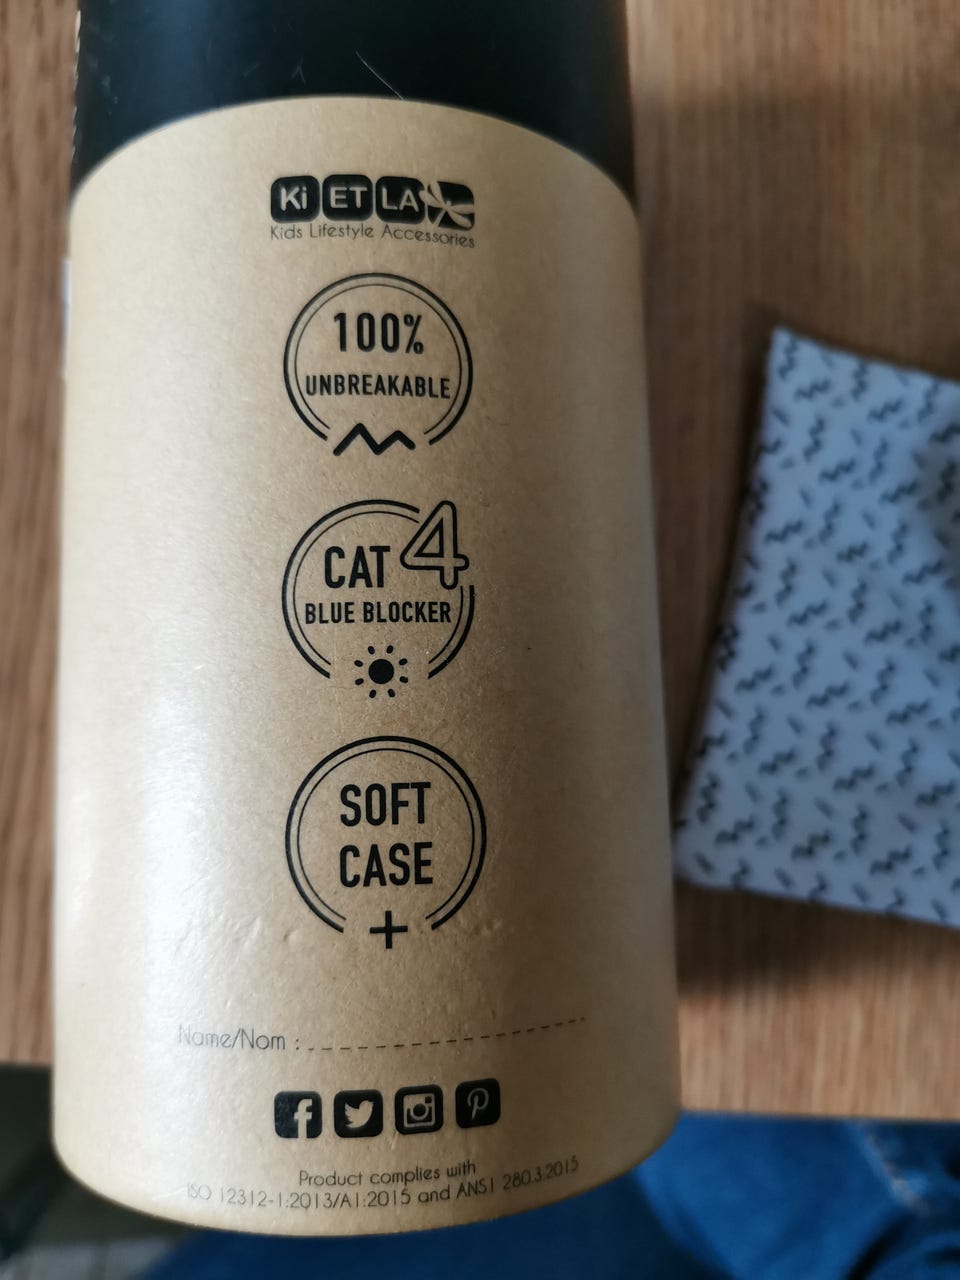 Ki ET LA
Kids Lifestyle Accessories
100%
UNBREAKABLE
CAT 4
BLUE BLOCKER
SOFT
CASE
+
Name/Nom : --------------------
Product complies with
ISO 12312-1:2013/A1:2015 and ANSI 280.3:2015